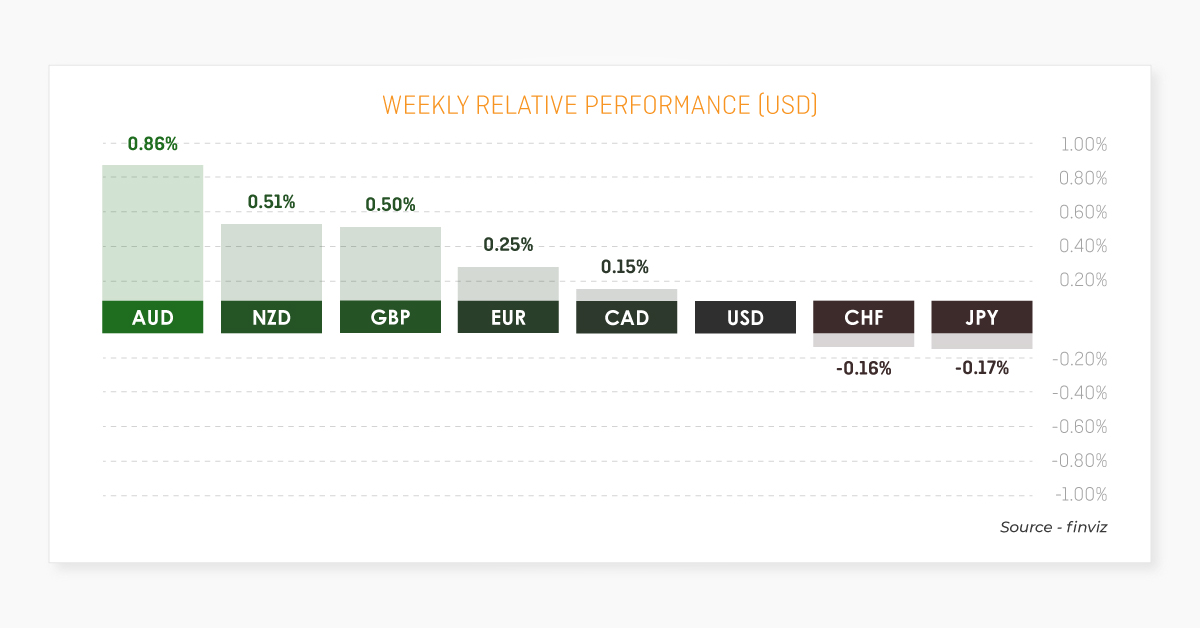 WEEKLY RELATIVE PERFORMANCE (USD)
0.86%
0.51%
0.50%
0.25%
0.15%
AUD
NZD
GBP
EUR
CAD
USD
CHF
JPY
-0.16%
-0.17%
1.00%
0.80%
0.60%
0.40%
0.20%
-0.20%
-0.40%
-0.60%
-0.80%
-1.00%
Source - finviz